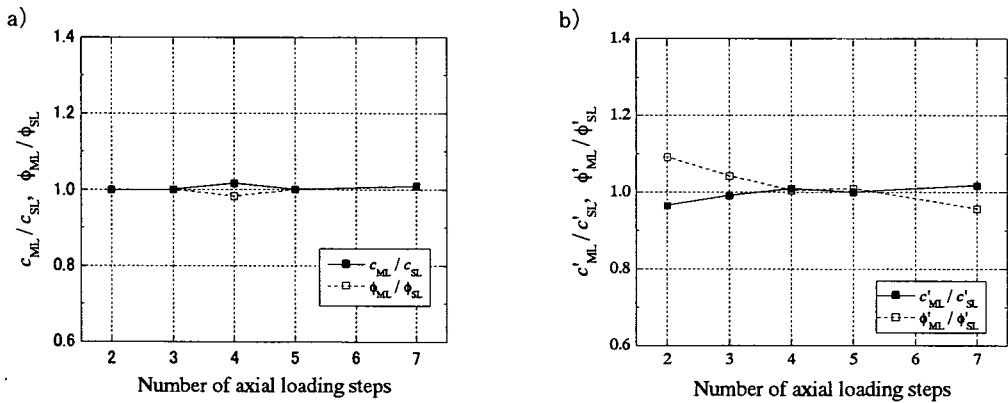 a)
1.4
1.2
1.0
0.8
0.6
c_ML / c_SL, ϕ_ML / ϕ_SL
c_ML / c_SL
ϕ_ML / ϕ_SL
2 3 4 5 7
Number of axial loading steps
b)
1.4
1.2
1.0
0.8
0.6
c'_ML / c'_SL, ϕ'_ML / ϕ'_SL
c'_ML / c'_SL
ϕ'_ML / ϕ'_SL
2 3 4 5 7
Number of axial loading steps